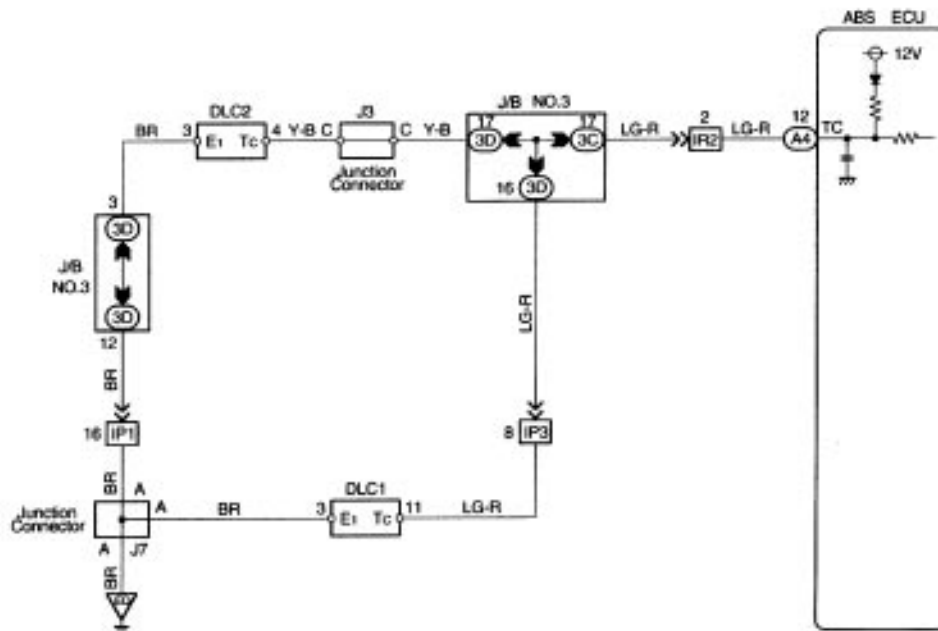 ABS ECU
12V
DLC2
J3
J/B NO.3
BR 3 E1 Tc 4 Y-B C C Y-B
17 3D 17 3C LG-R 2 IR2 LG-R 12 A4 TC
Junction
Connector
16 3D
3
3D
J/B
NO.3
3D
12
LG-R
BR
16 IP1
8 IP3
BR
A
DLC1
Junction
Connector
A BR 3 E1 Tc 11 LG-R
A J7
BR